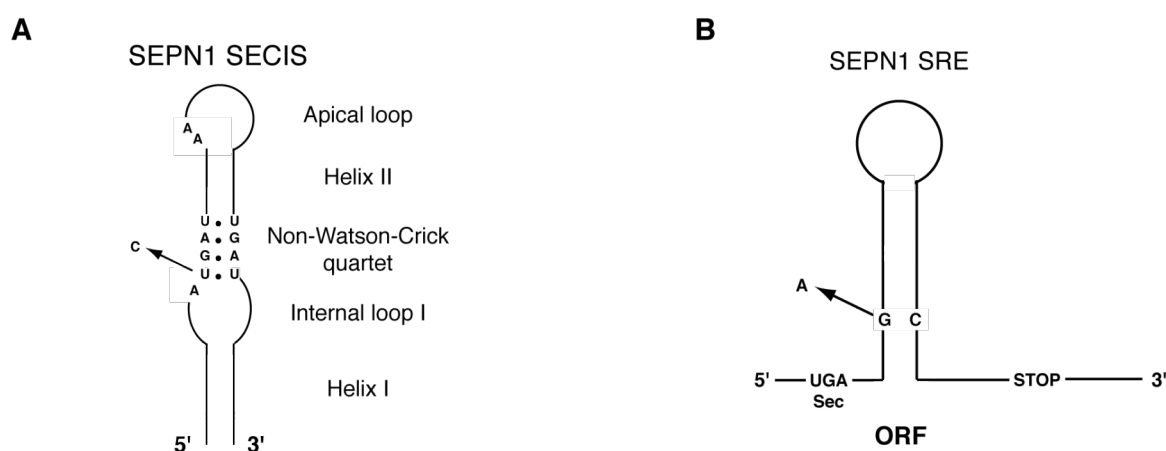 A
SEPN1 SECIS
Apical loop
A
A
Helix II
U U
A G
G A
U U
Non-Watson-Crick
quartet
C
A
Internal loop I
Helix I
5' 3'
B
SEPN1 SRE
A
G C
5' UGA STOP 3'
Sec
ORF